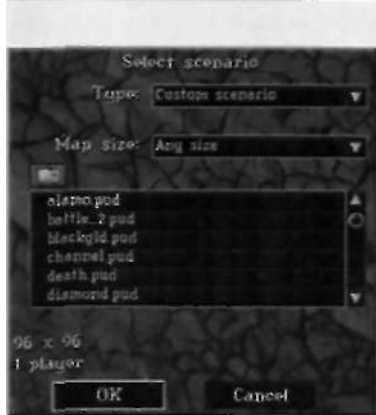 Select scenario
Type: Custom scenario
Map size: Any size
alamo.pud
battle_2.pud
blackgld.pud
channel.pud
death.pud
diamond.pud
96 x 96
1 player
OK Cancel